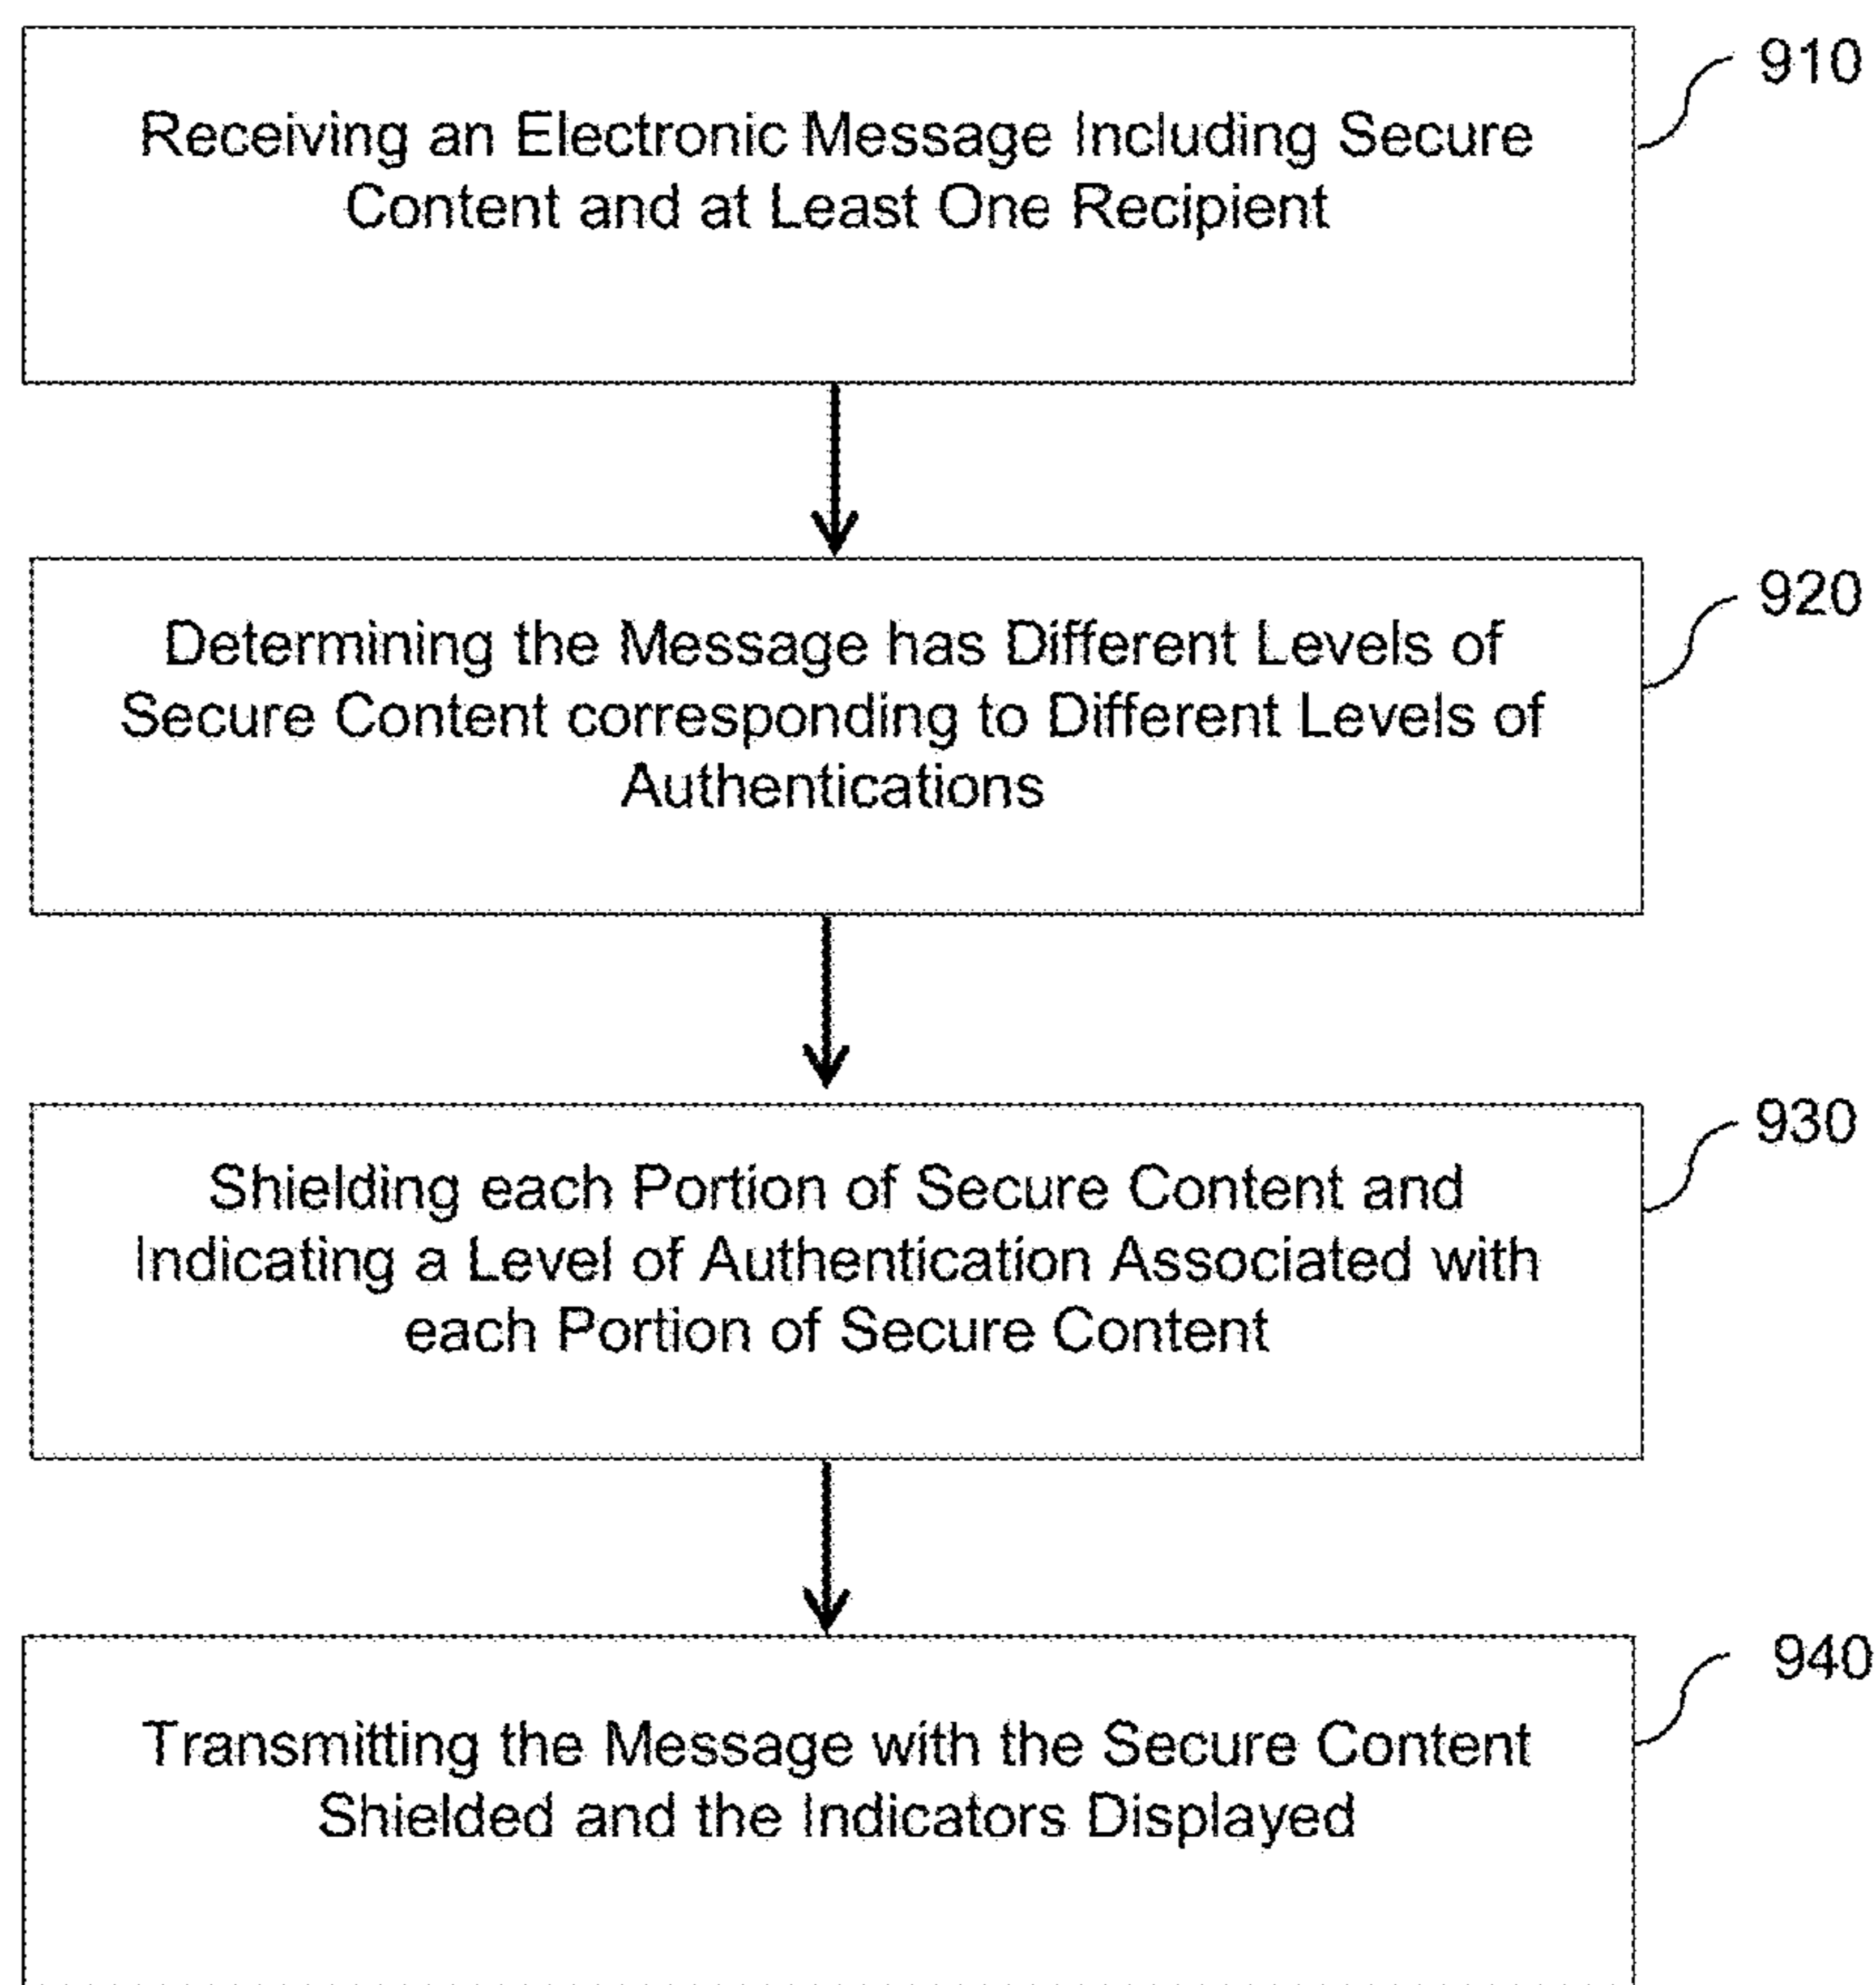 910
Receiving an Electronic Message Including Secure
Content and at Least One Recipient
920
Determining the Message has Different Levels of
Secure Content corresponding to Different Levels of
Authentications
930
Shielding each Portion of Secure Content and
Indicating a Level of Authentication Associated with
each Portion of Secure Content
940
Transmitting the Message with the Secure Content
Shielded and the Indicators Displayed